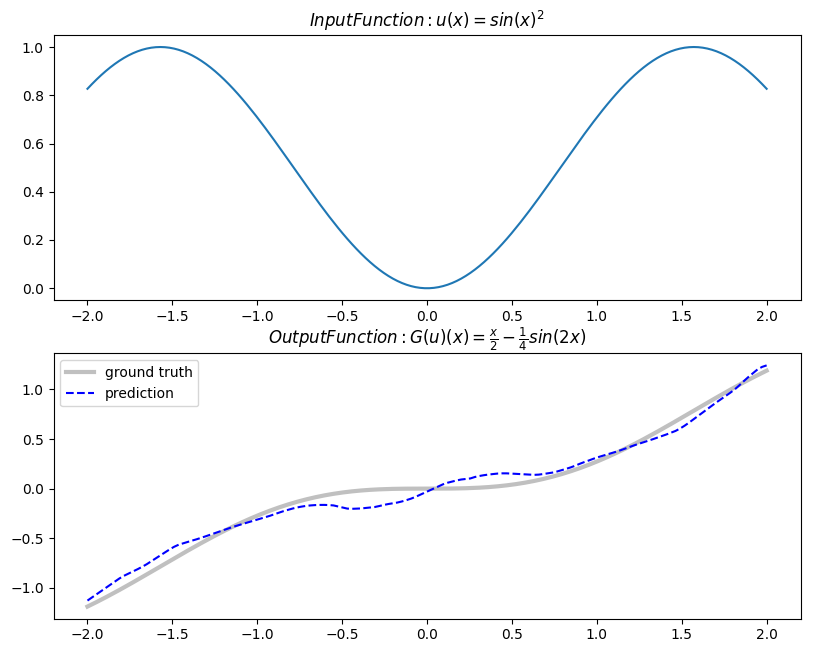 InputFunction : u(x) = sin(x)²
1.0
0.8
0.6
0.4
0.2
0.0
−2.0 −1.5 −1.0 −0.5 0.0 0.5 1.0 1.5 2.0
OutputFunction : G(u)(x) = x/2 − 1/4 sin(2x)
ground truth
prediction
1.0
0.5
0.0
−0.5
−1.0
−2.0 −1.5 −1.0 −0.5 0.0 0.5 1.0 1.5 2.0